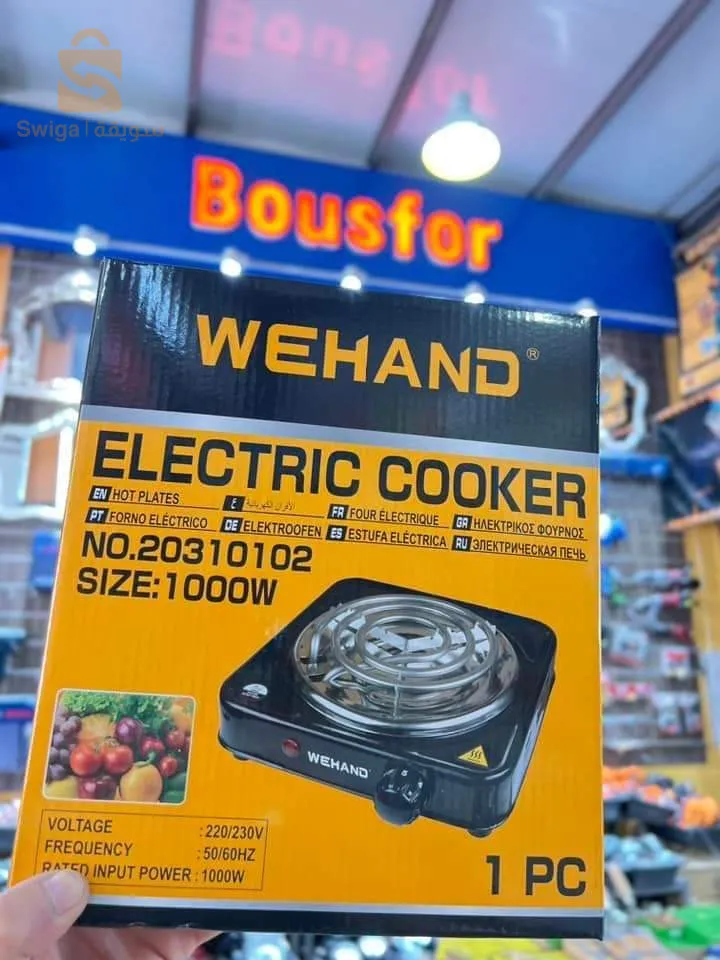 Swiga | سويقة
Bousfor
WEHAND®
ELECTRIC COOKER
EN HOT PLATES
ع الأفران الكهربائية
FR FOUR ÉLECTRIQUE
GR ΗΛΕΚΤΡΙΚΟΣ ΦΟΥΡΝΟΣ
PT FORNO ELÉCTRICO
DE ELEKTROOFEN
ES ESTUFA ELÉCTRICA
RU ЭЛЕКТРИЧЕСКАЯ ПЕЧЬ
NO.20310102
SIZE:1000W
WEHAND
VOLTAGE : 220/230V
FREQUENCY : 50/60HZ
RATED INPUT POWER : 1000W
1 PC